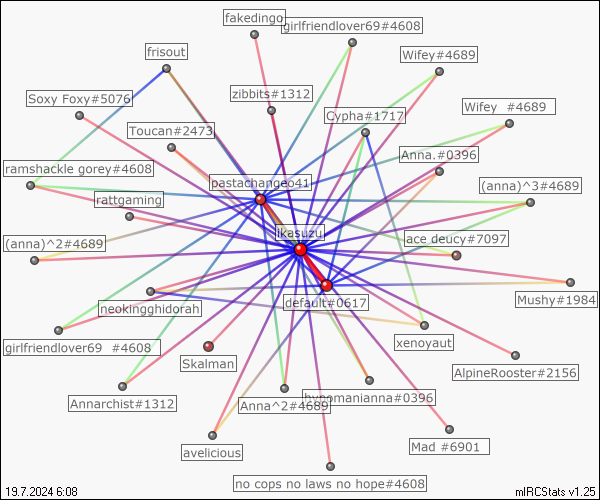 fakedingo
girlfriendlover69#4608
frisout
Wifey#4689
Soxy Foxy#5076
zibbits#1312
Wifey #4689
Cypha#1717
Toucan#2473
Anna.#0396
ramshackle gorey#4608
pastachangeo41
(anna)^3#4689
rattgaming
ikasuzu
(anna)^2#4689
ace deucy#7097
default#0617
Mushy#1984
neokingghidorah
girlfriendlover69 #4608
xenoyaut
Skalman
AlpineRooster#2156
Annarchist#1312
Anna^2#4689
hypomanianna#0396
avelicious
Mad #6901
no cops no laws no hope#4608
19.7.2024 6:08
mIRCStats v1.25